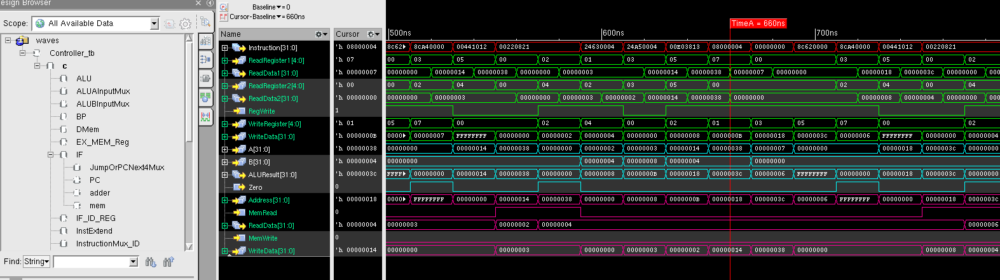 esign Browser
Baseline ▾= 0
Cursor-Baseline ▾= 660ns
Scope: All Available Data
waves
Controller_tb
c
ALU
ALUAInputMux
ALUBInputMux
BP
DMem
EX_MEM_Reg
IF
JumpOrPCNext4Mux
PC
adder
mem
IF_ID_REG
InstExtend
InstructionMux_ID
Find: String
Name Cursor
TimeA = 660ns
500ns 600ns 700ns
Instruction[31:0] 'h 08000004 8c62 8CA40000 00441012 00220821 24630004 24A50004 00E03813 08000004 00000000 8c620000 8CA40000 00441012 00220821
ReadRegister1[4:0] 'h 07 00 03 05 00 02 01 03 05 07 00 03 05 00 02
ReadData1[31:0] 'h 00000007 00000000 00000014 00000038 00000000 00000003 00000014 00000038 00000007 00000000 00000018 0000003c 00000000
ReadRegister2[4:0] 'h 00 00 02 04 00 04 02 03 05 00 02 04 00 04
ReadData2[31:0] 'h 00000000 00000000 00000003 00000000 00000003 00000002 00000014 00000038 00000000 00000008 00000004 00000000
RegWrite 1
WriteRegister[4:0] 'h 01 05 07 00 02 04 00 02 01 03 05 07 00 02
WriteData[31:0] 'h 0000000B 0000 00000007 FFFFFFFF 00000000 00000002 00000004 00000000 00000008 0000000B 00000018 0000003c 00000006 FFFFFFFF 00000000 00000004
A[31:0] 'h 00000038 00000000 00000014 00000038 00000000 00000002 00000003 00000014 00000038 00000007 00000000 00000018 0000003c 00000000
B[31:0] 'h 00000004 00000000 00000004 00000008 00000004 00000000
ALUResult[31:0] 'h 0000003c FFFF 00000000 00000014 00000038 00000000 00000008 0000000B 00000018 0000003c 00000006 FFFFFFFF 00000000 00000018 0000003c 00000000
Zero 0
Address[31:0] 'h 00000018 0000 FFFFFFFF 00000000 00000014 00000038 00000000 00000008 0000000B 00000018 0000003c 00000006 FFFFFFFF 00000000 00000018 0000003c
MemRead 0
ReadData[31:0] 'h 00000004 00000003 00000002 00000004 00000006
MemWrite 0
WriteData[31:0] 'h 00000014 00000000 00000003 00000000 00000003 00000002 00000014 00000038 00000000 00000008 00000004